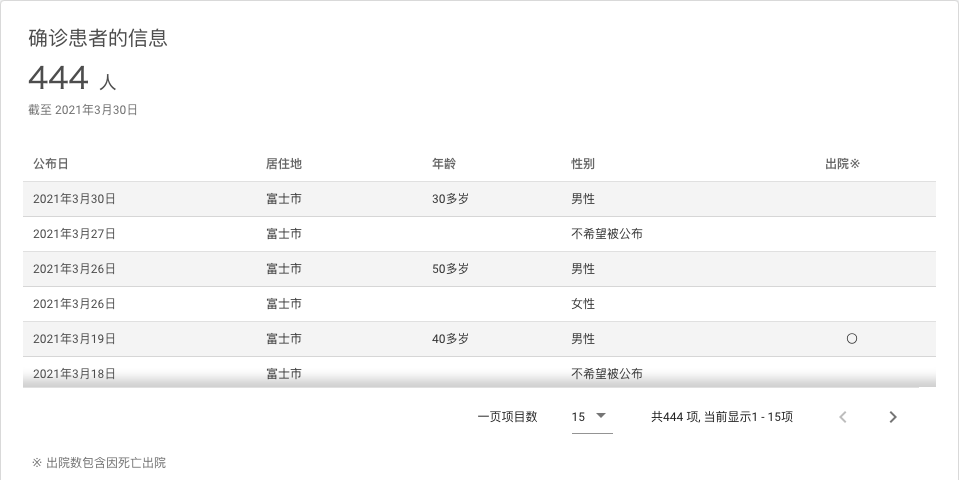 确诊患者的信息
444 人
截至 2021年3月30日
公布日 居住地 年龄 性别 出院※
2021年3月30日 富士市 30多岁 男性
2021年3月27日 富士市 不希望被公布
2021年3月26日 富士市 50多岁 男性
2021年3月26日 富士市 女性
2021年3月19日 富士市 40多岁 男性 〇
2021年3月18日 富士市 不希望被公布
一页项目数 15 共444 项, 当前显示1 - 15项
※ 出院数包含因死亡出院